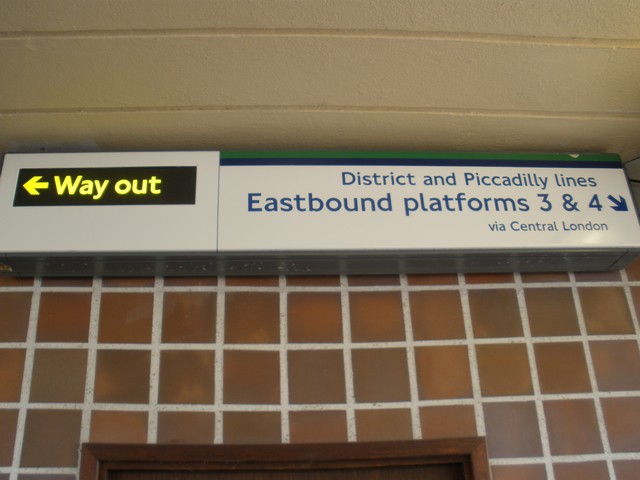 ← Way out
District and Piccadilly lines
Eastbound platforms 3 & 4 ↘
via Central London